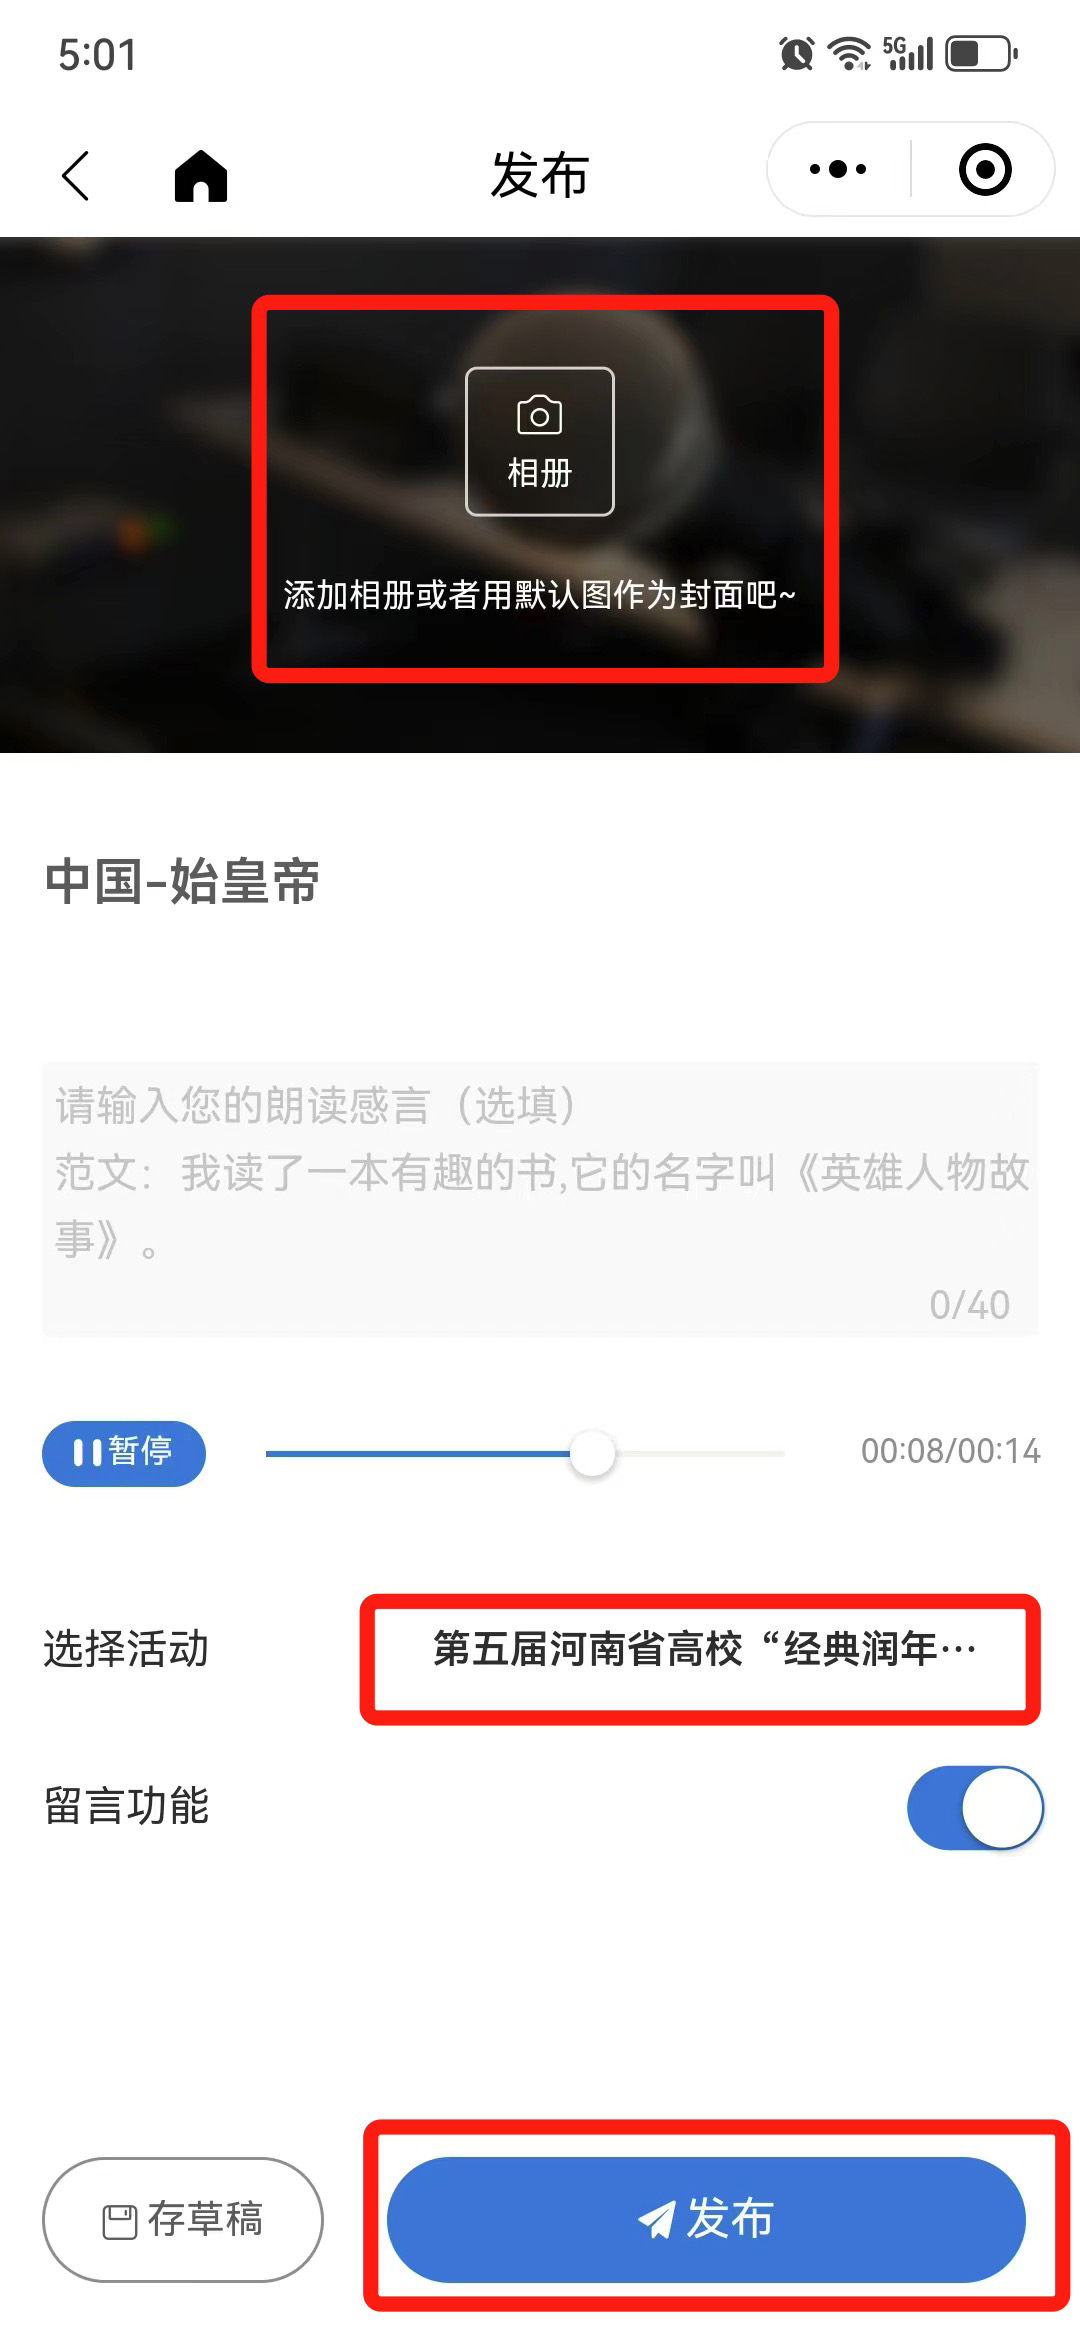 5:01
5G
发布
相册
添加相册或者用默认图作为封面吧~
中国-始皇帝
请输入您的朗读感言（选填）
范文：我读了一本有趣的书,它的名字叫《英雄人物故
事》。
0/40
暂停
00:08/00:14
选择活动
第五届河南省高校“经典润年…
留言功能
存草稿
发布